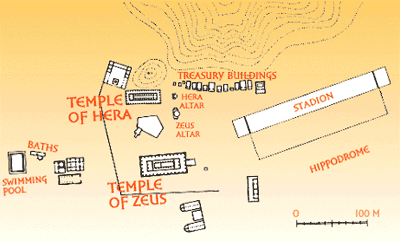 TREASURY BUILDINGS
HERA
ALTAR
TEMPLE
OF HERA
ZEUS
ALTAR
STADION
HIPPODROME
BATHS
SWIMMING
POOL
TEMPLE
OF ZEUS
0 100 M